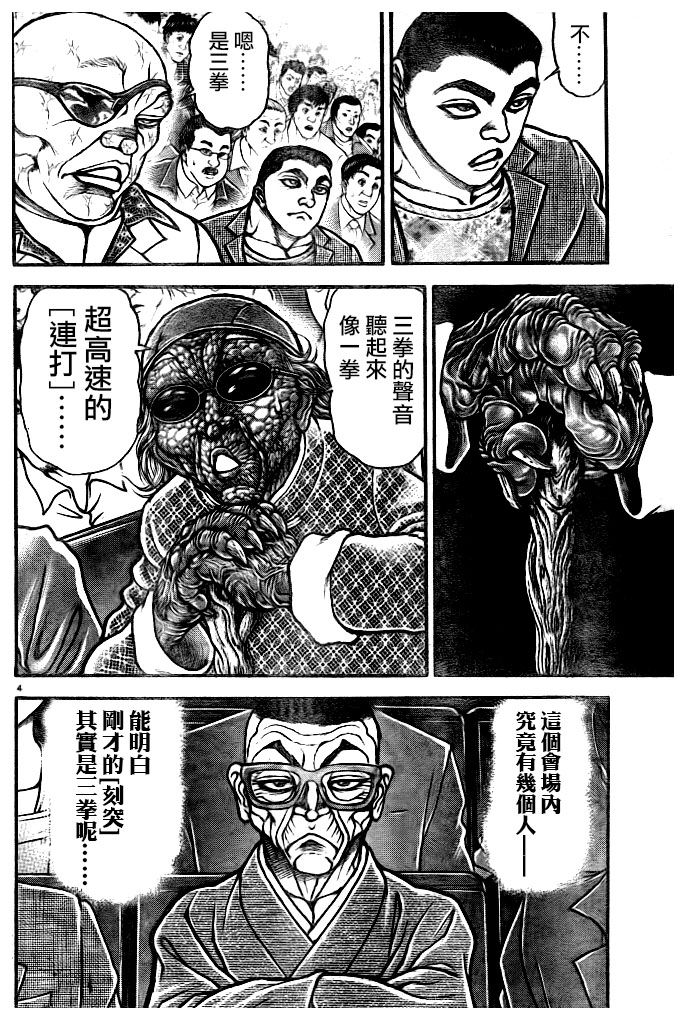 不……
嗯……
是三拳
三拳的聲音
聽起來
像一拳
超高速的
[連打]……
4
這個會場內
究竟有幾個人——
能明白
剛才的[刻突]
其實是三拳呢……